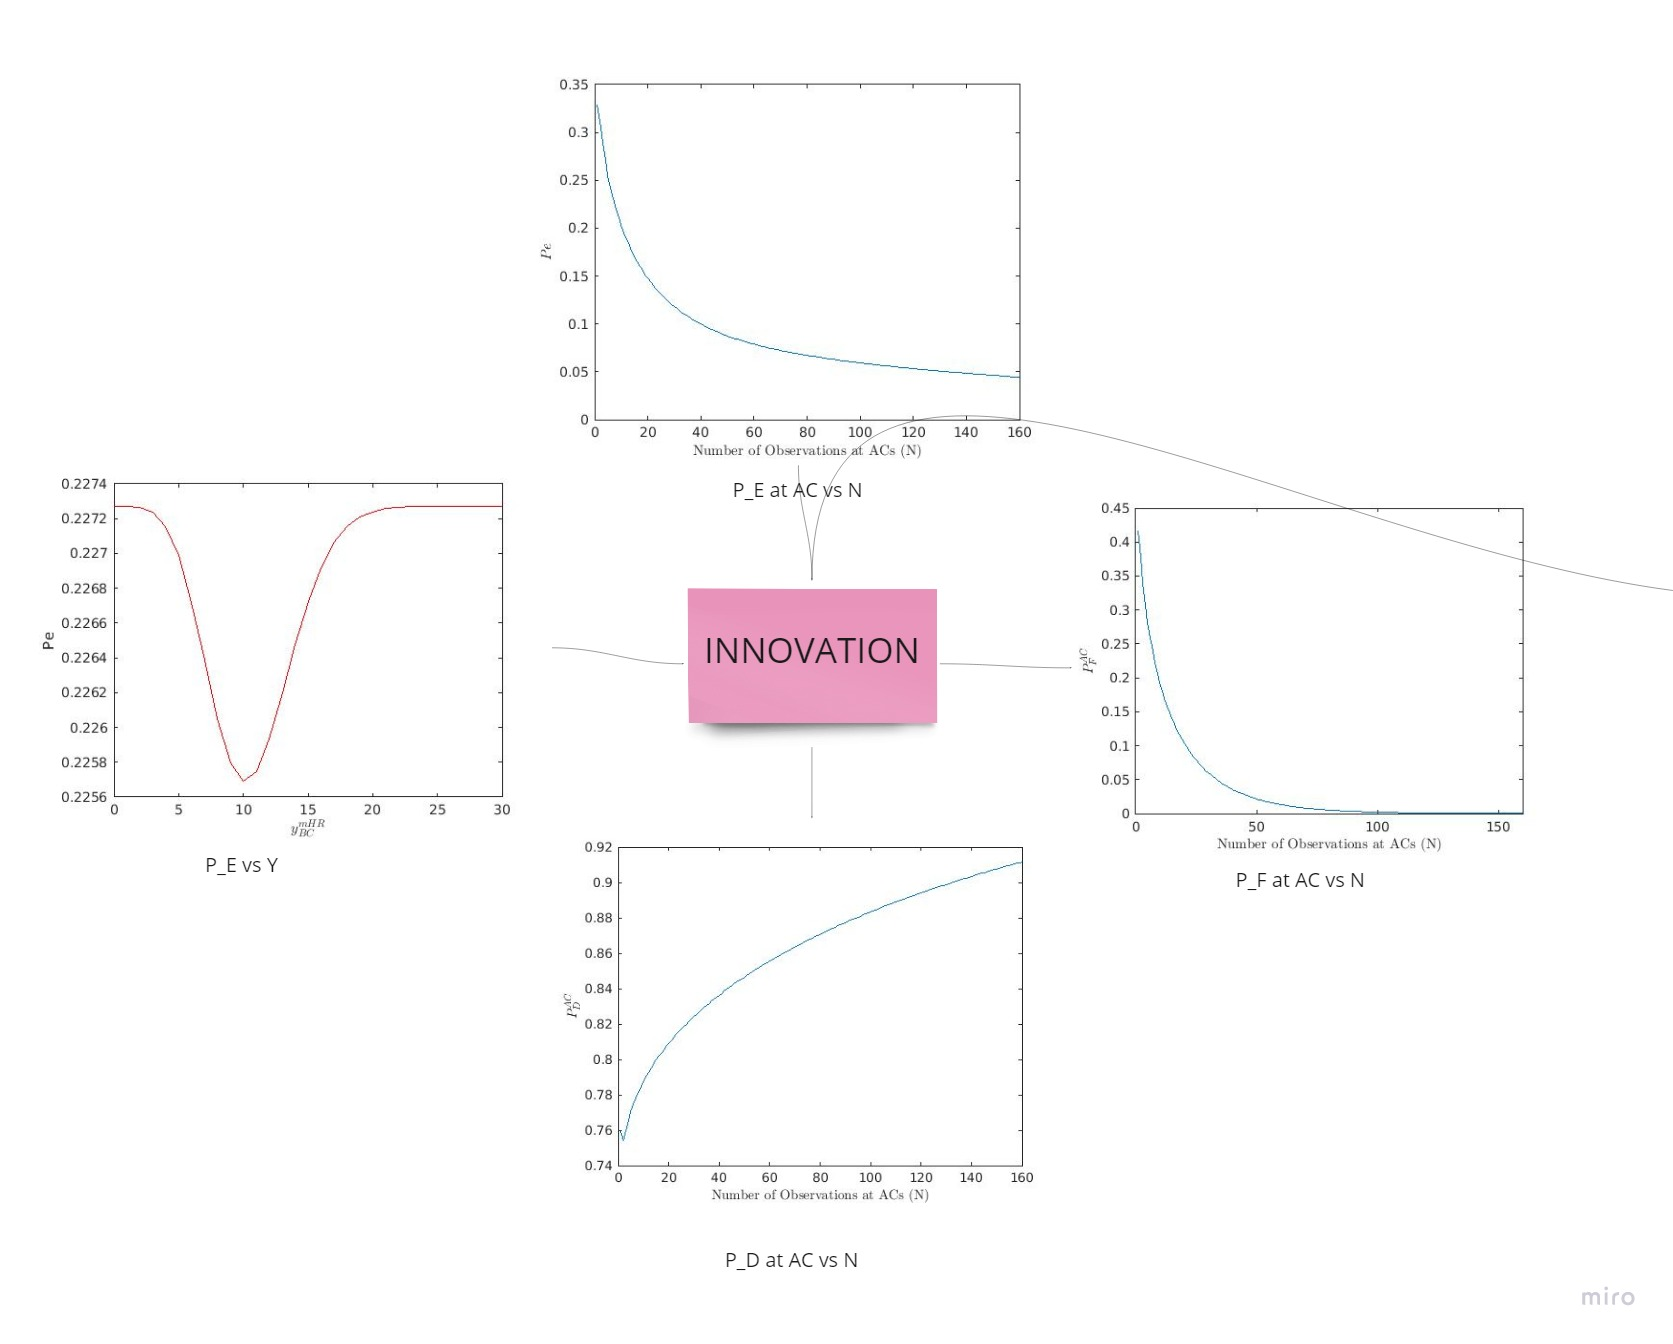 0.35
0.3
0.25
0.2
0.15
0.1
0.05
0
Pe
0 20 40 60 80 100 120 140 160
Number of Observations at ACs (N)
P_E at AC vs N
0.2274
0.2272
0.227
0.2268
0.2266
0.2264
0.2262
0.226
0.2258
0.2256
Pe
0 5 10 15 20 25 30
y_{BC}^{mHR}
P_E vs Y
INNOVATION
0.45
0.4
0.35
0.3
0.25
0.2
0.15
0.1
0.05
0
P_F^{AC}
0 50 100 150
Number of Observations at ACs (N)
P_F at AC vs N
0.92
0.9
0.88
0.86
0.84
0.82
0.8
0.78
0.76
0.74
P_D^{AC}
0 20 40 60 80 100 120 140 160
Number of Observations at ACs (N)
P_D at AC vs N
miro